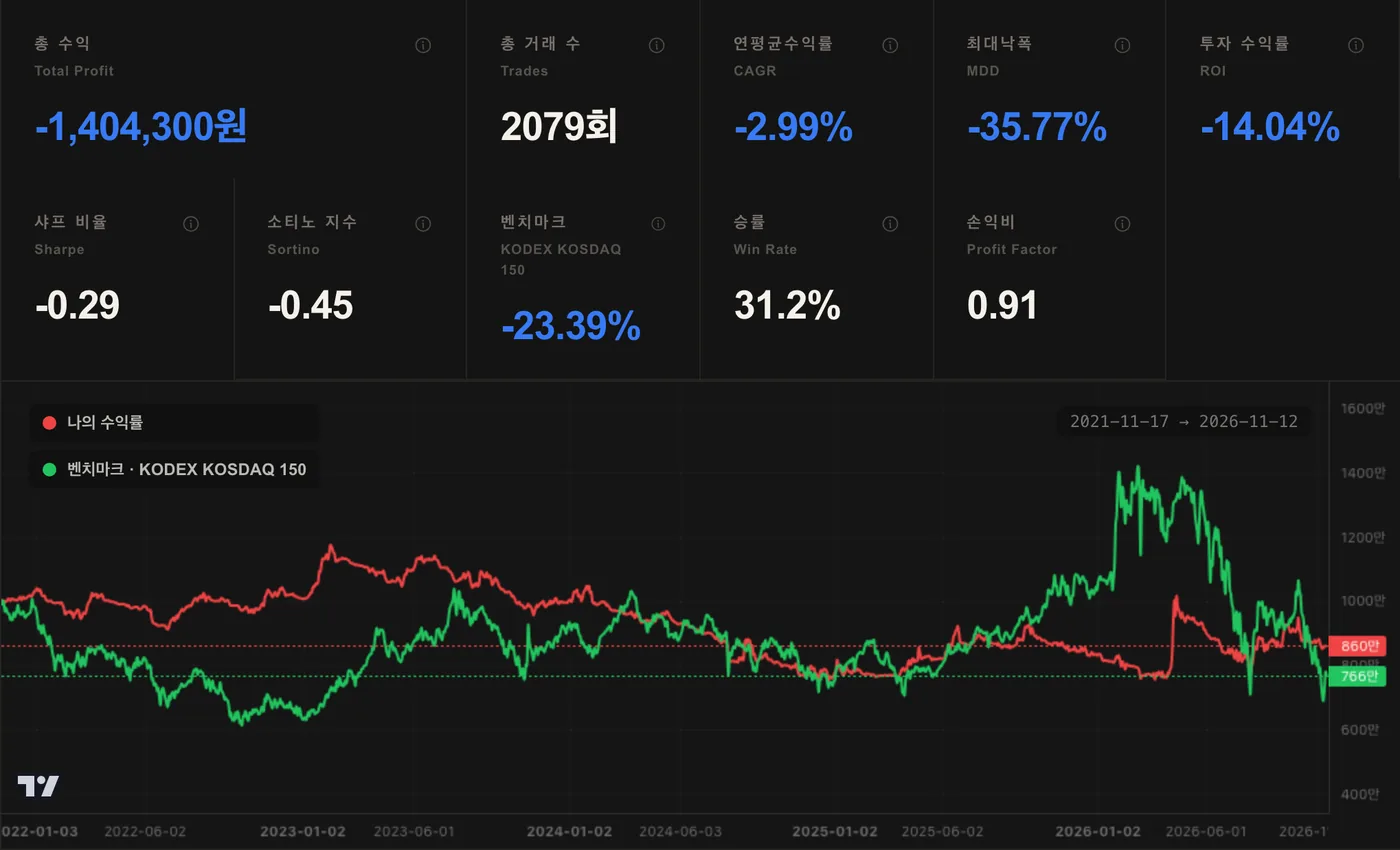 총 수익
Total Profit
-1,404,300원
총 거래 수
Trades
2079회
연평균수익률
CAGR
-2.99%
최대낙폭
MDD
-35.77%
투자 수익률
ROI
-14.04%
샤프 비율
Sharpe
-0.29
소티노 지수
Sortino
-0.45
벤치마크
KODEX KOSDAQ
150
-23.39%
승률
Win Rate
31.2%
손익비
Profit Factor
0.91
나의 수익률
벤치마크 · KODEX KOSDAQ 150
2021-11-17 → 2026-11-12
1600만
1400만
1200만
1000만
860만
800만
766만
600만
400만
022-01-03 2022-06-02 2023-01-02 2023-06-01 2024-01-02 2024-06-03 2025-01-02 2025-06-02 2026-01-02 2026-06-01 2026-1